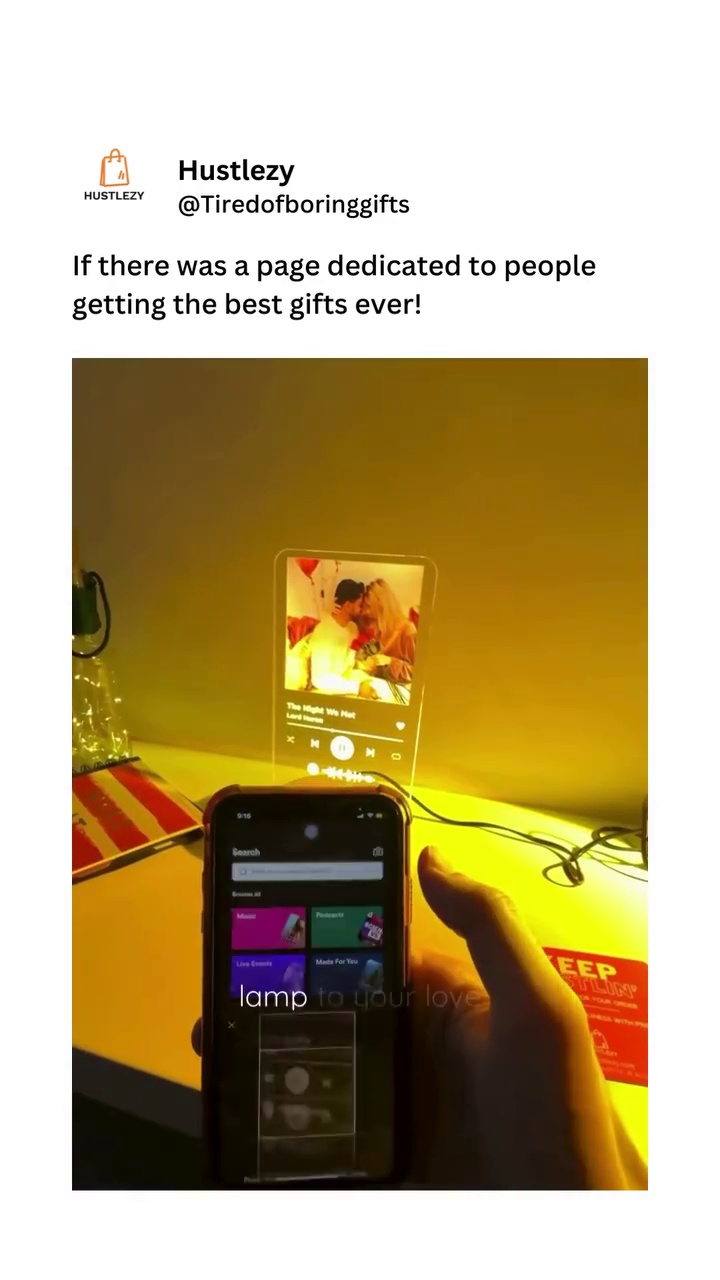 HUSTLEZY
Hustlezy
@Tiredofboringgifts
If there was a page dedicated to people
getting the best gifts ever!
The Night We Met
Lord Huron
9:16
Search
Browse All
Music
Podcasts
Live Events
Made For You
lamp to your love
KEEP